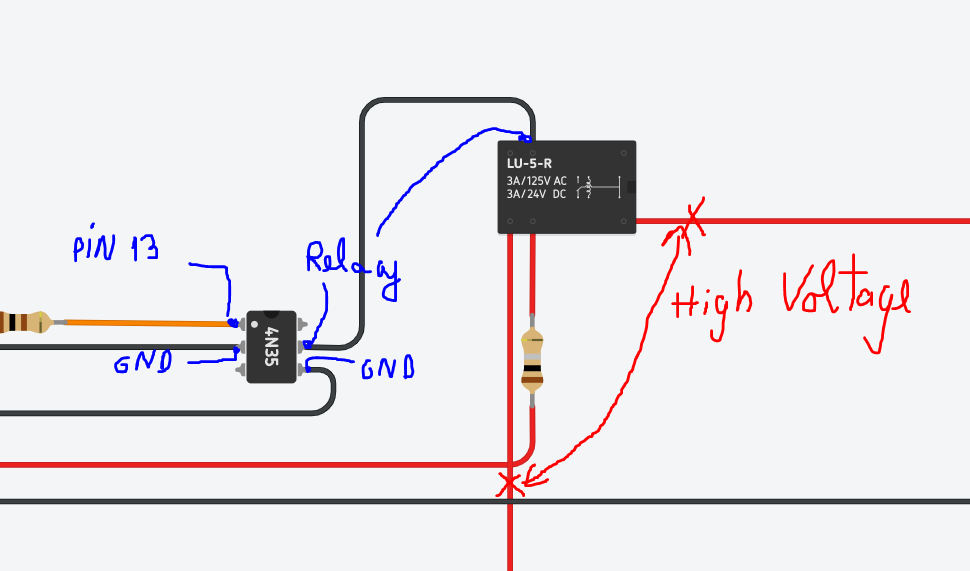 LU-5-R
3A/125V AC
3A/24V DC
PiN 13
Relay
High Voltage
4N35
GND
GND